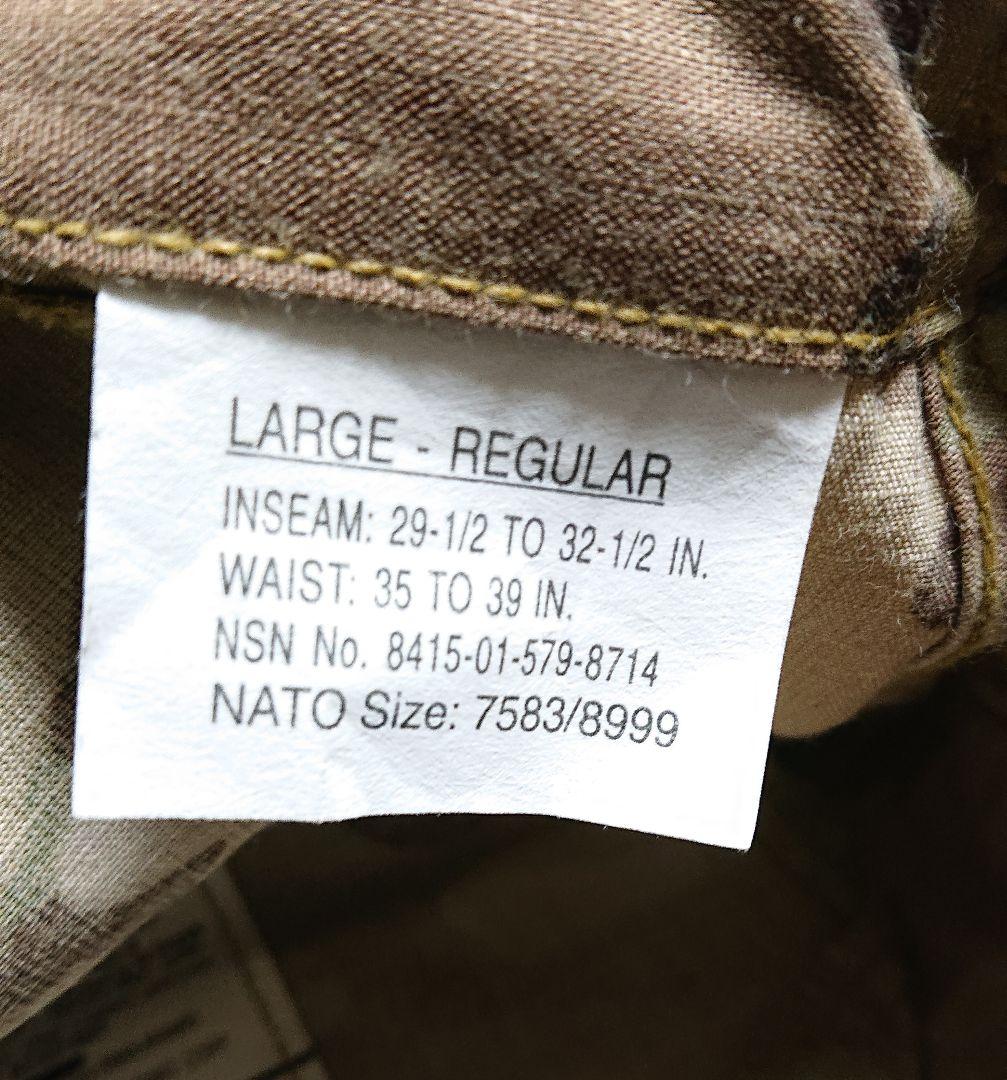 LARGE - REGULAR
INSEAM: 29-1/2 TO 32-1/2 IN.
WAIST: 35 TO 39 IN.
NSN No. 8415-01-579-8714
NATO Size: 7583/8999